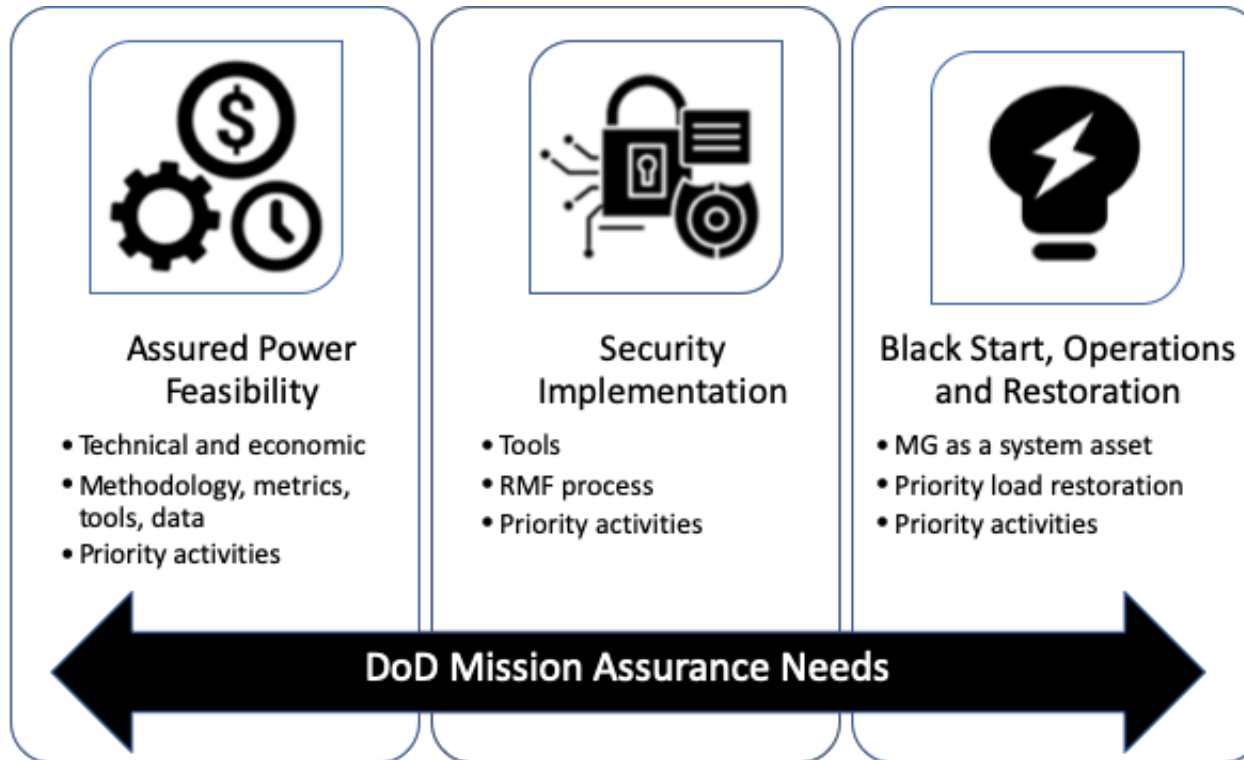 $
Assured Power
Feasibility
• Technical and economic
• Methodology, metrics,
tools, data
• Priority activities
Security
Implementation
• Tools
• RMF process
• Priority activities
Black Start, Operations
and Restoration
• MG as a system asset
• Priority load restoration
• Priority activities
DoD Mission Assurance Needs